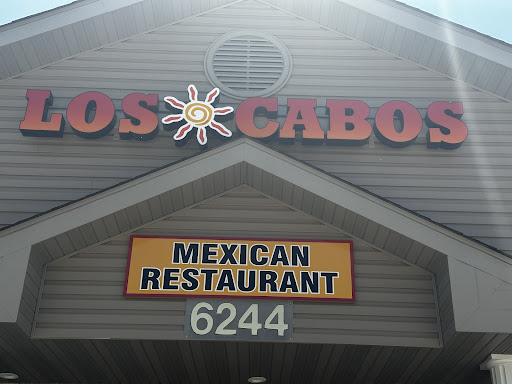 LOS CABOS
MEXICAN
RESTAURANT
6244